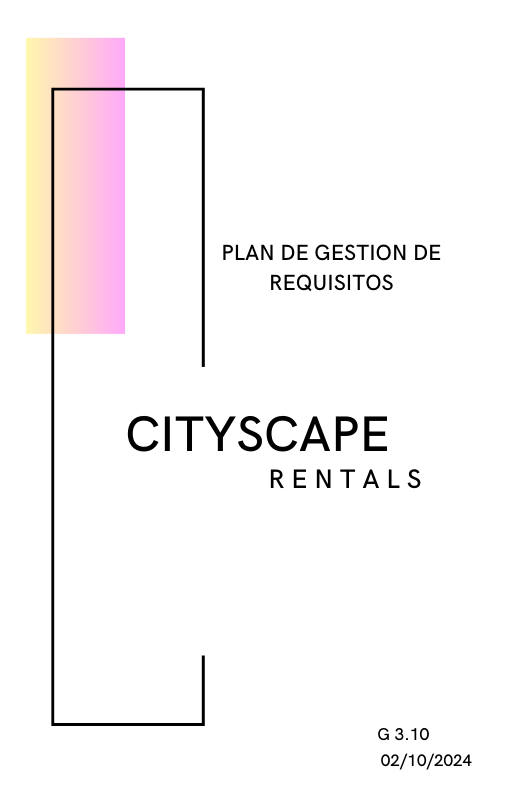 PLAN DE GESTION DE
REQUISITOS
CITYSCAPE
RENTALS
G 3.10
02/10/2024